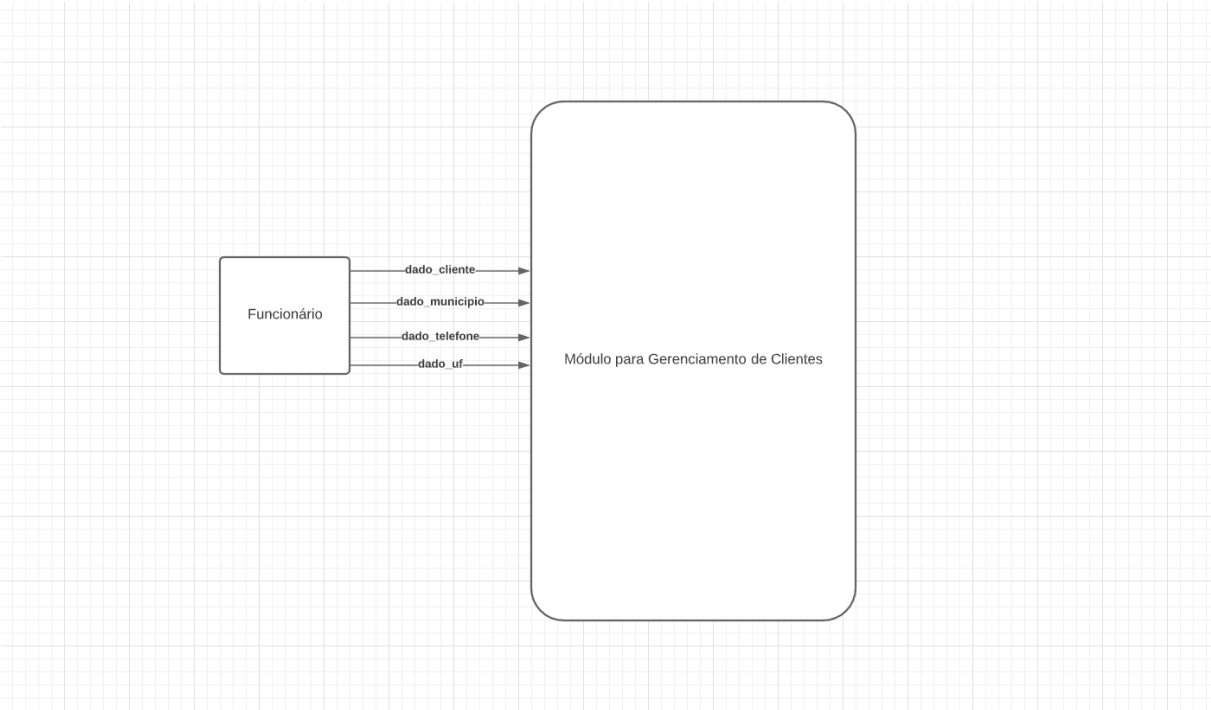 dado_cliente
dado_municipio
Funcionário
dado_telefone
dado_uf
Módulo para Gerenciamento de Clientes